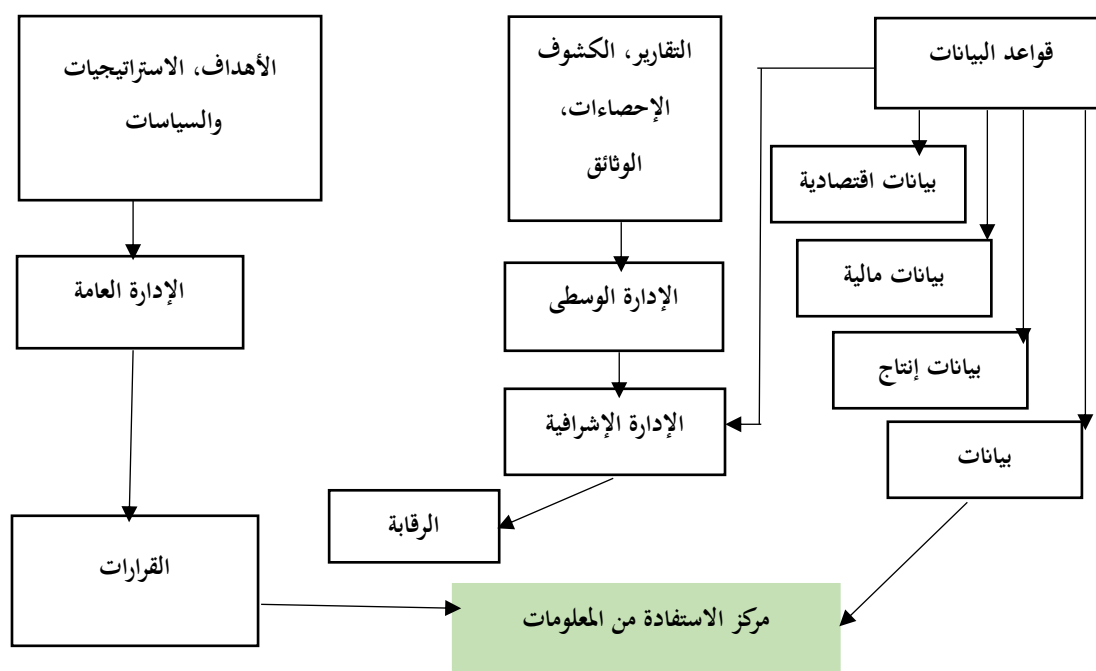 قواعد البيانات
التقارير، الكشوف
الإحصاءات،
الوثائق
الأهداف، الاستراتيجيات
والسياسات
بيانات اقتصادية
بيانات مالية
بيانات إنتاج
بيانات
الإدارة الوسطى
الإدارة العامة
الإدارة الإشرافية
الرقابة
القرارات
مركز الاستفادة من المعلومات